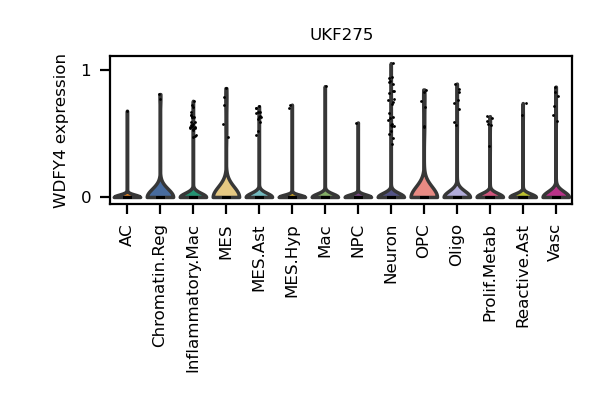 UKF275
WDFY4 expression
1
0
AC
Chromatin.Reg
Inflammatory.Mac
MES
MES.Ast
MES.Hyp
Mac
NPC
Neuron
OPC
Oligo
Prolif.Metab
Reactive.Ast
Vasc